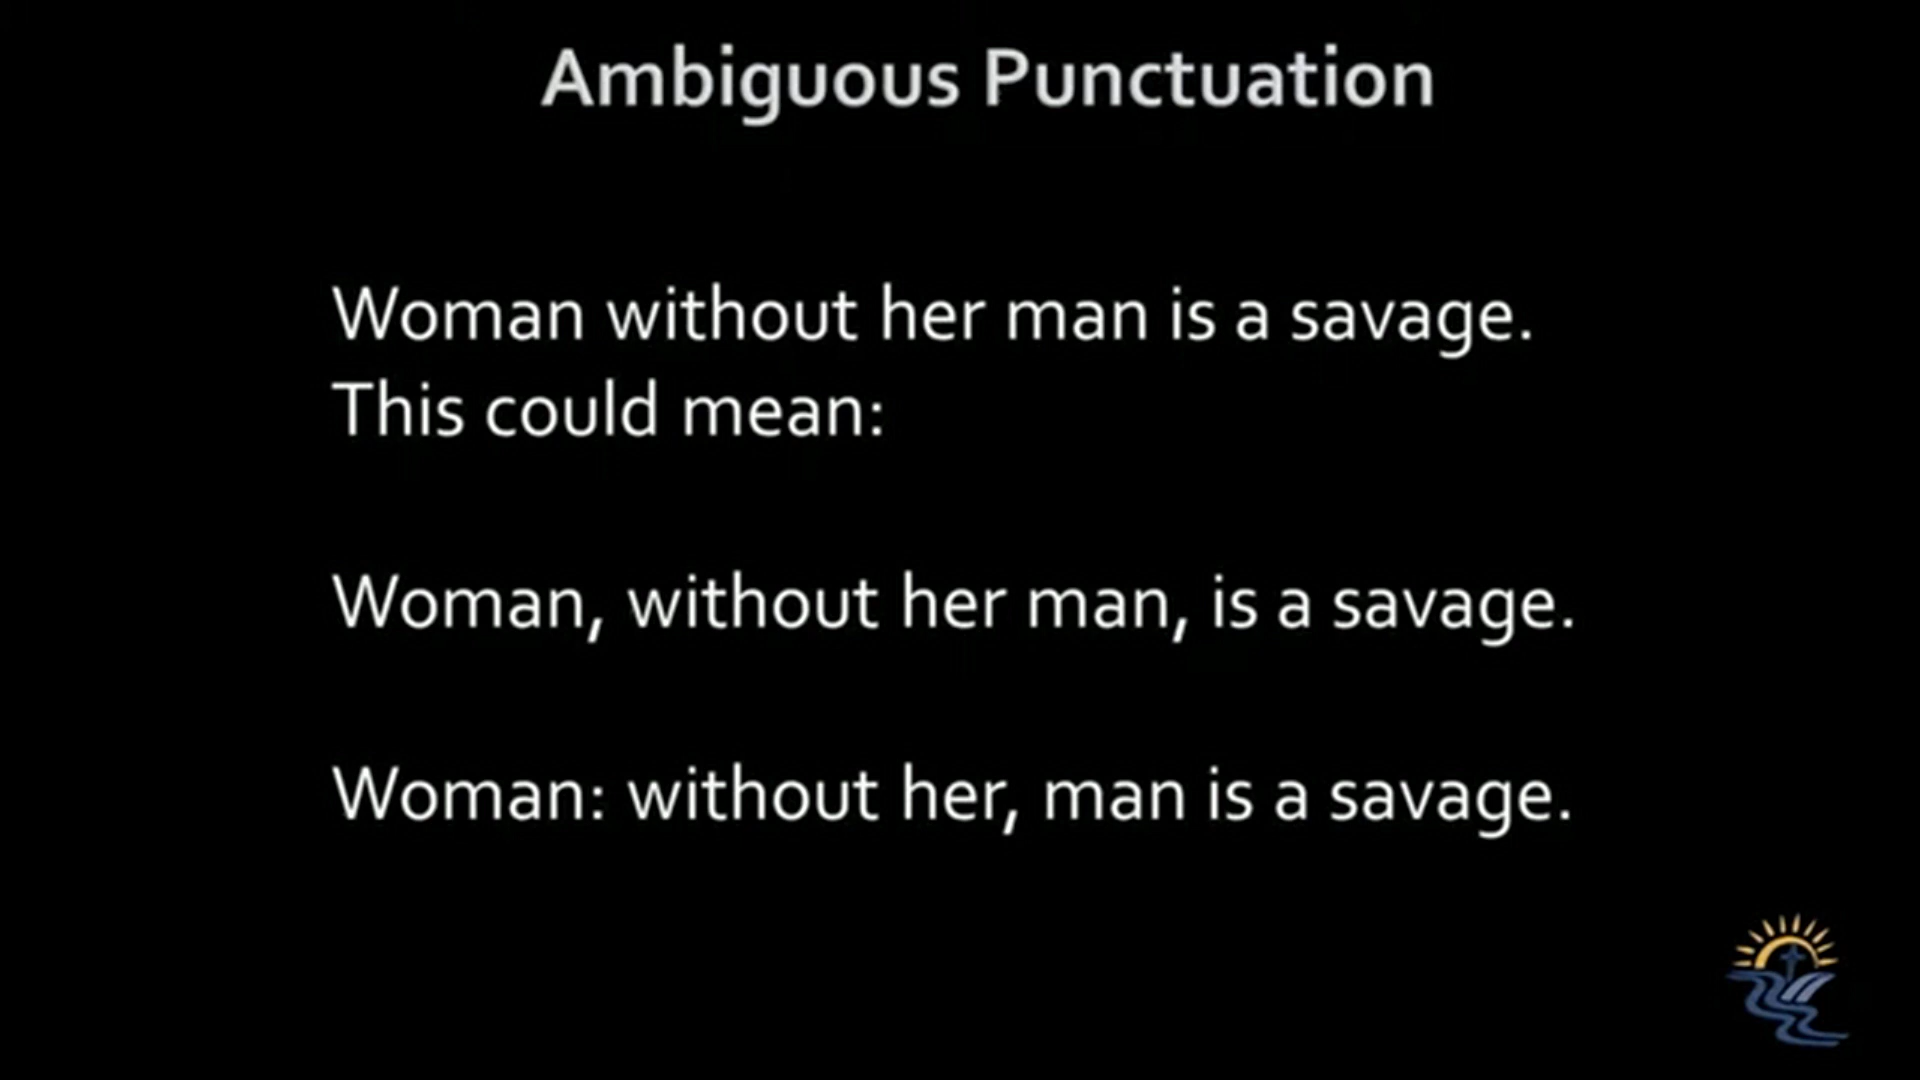 Ambiguous Punctuation
Woman without her man is a savage.
This could mean:
Woman, without her man, is a savage.
Woman: without her, man is a savage.